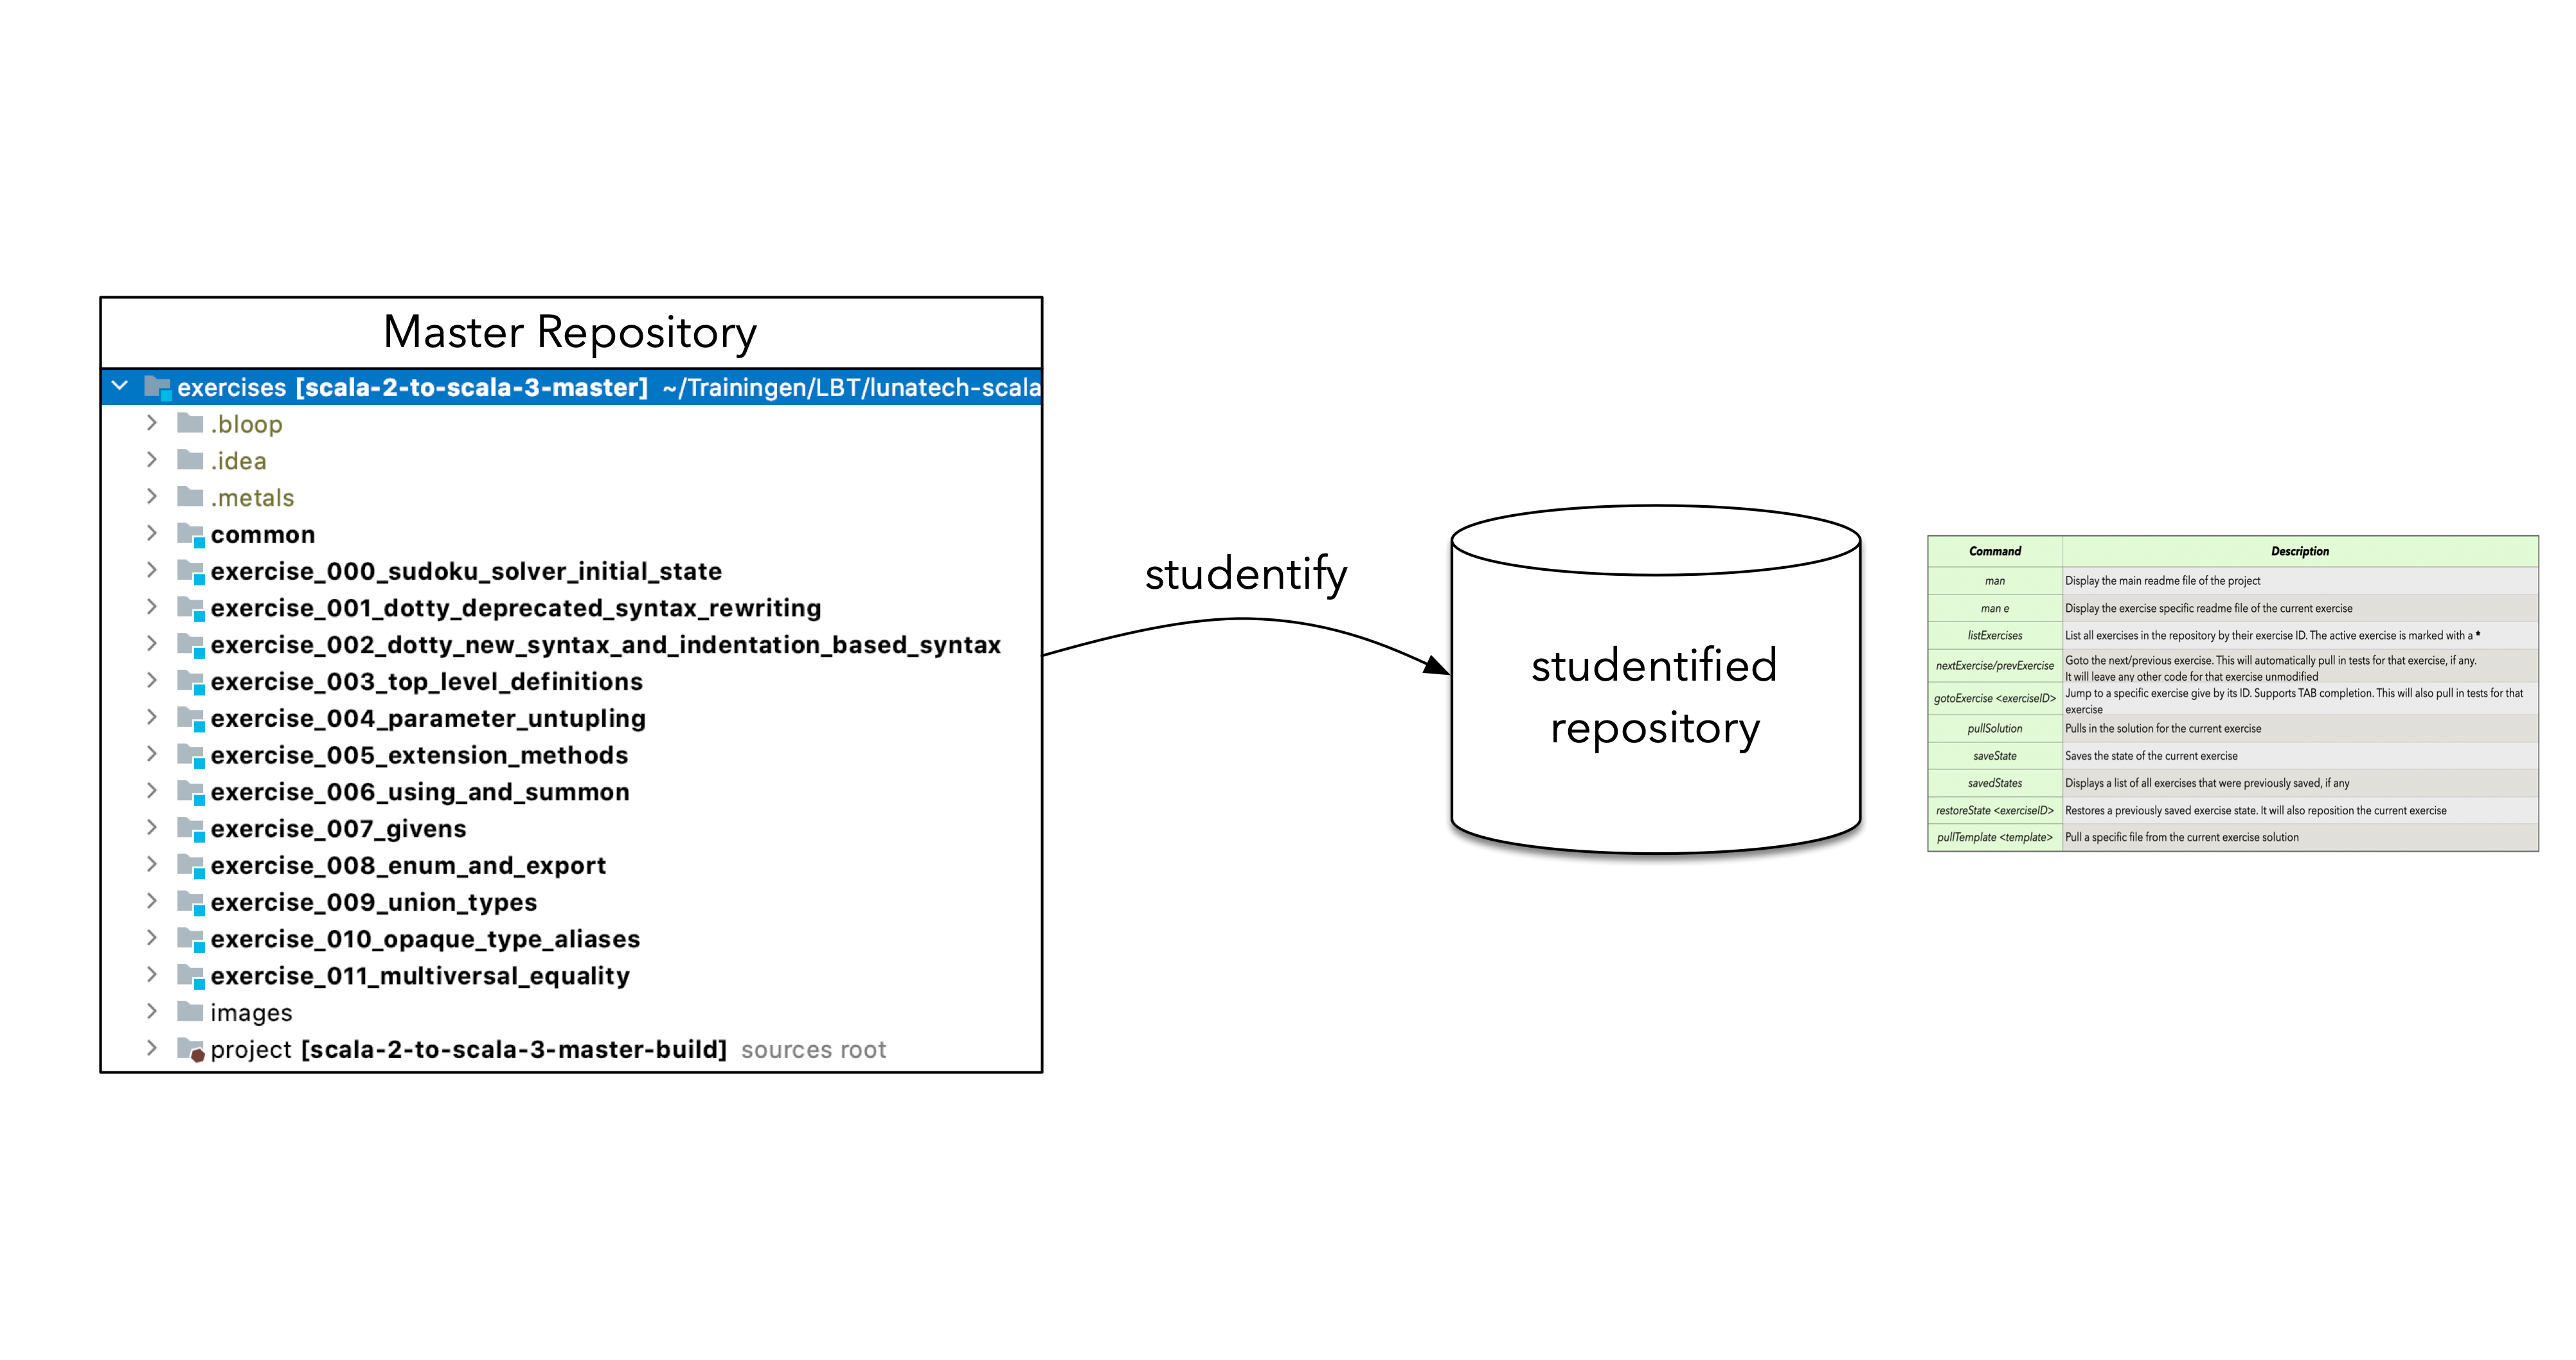 Master Repository
exercises [scala-2-to-scala-3-master] ~/Trainingen/LBT/lunatech-scala
.bloop
.idea
.metals
common
exercise_000_sudoku_solver_initial_state
exercise_001_dotty_deprecated_syntax_rewriting
exercise_002_dotty_new_syntax_and_indentation_based_syntax
exercise_003_top_level_definitions
exercise_004_parameter_untupling
exercise_005_extension_methods
exercise_006_using_and_summon
exercise_007_givens
exercise_008_enum_and_export
exercise_009_union_types
exercise_010_opaque_type_aliases
exercise_011_multiversal_equality
images
project [scala-2-to-scala-3-master-build] sources root
studentify
studentified
repository
Command Description
man Display the main readme file of the project
man e Display the exercise specific readme file of the current exercise
listExercises List all exercises in the repository by their exercise ID. The active exercise is marked with a *
nextExercise/prevExercise Goto the next/previous exercise. This will automatically pull in tests for that exercise, if any.
It will leave any other code for that exercise unmodified
gotoExercise <exerciseID> Jump to a specific exercise give by its ID. Supports TAB completion. This will also pull in tests for that
exercise
pullSolution Pulls in the solution for the current exercise
saveState Saves the state of the current exercise
savedStates Displays a list of all exercises that were previously saved, if any
restoreState <exerciseID> Restores a previously saved exercise state. It will also reposition the current exercise
pullTemplate <template> Pull a specific file from the current exercise solution